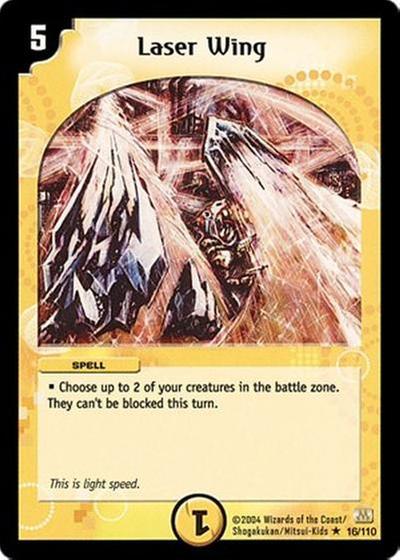 5
Laser Wing
SPELL
▪ Choose up to 2 of your creatures in the battle zone.
They can't be blocked this turn.
This is light speed.
1
©2004 Wizards of the Coast/
Shogakukan/Mitsui-Kids ★ 16/110